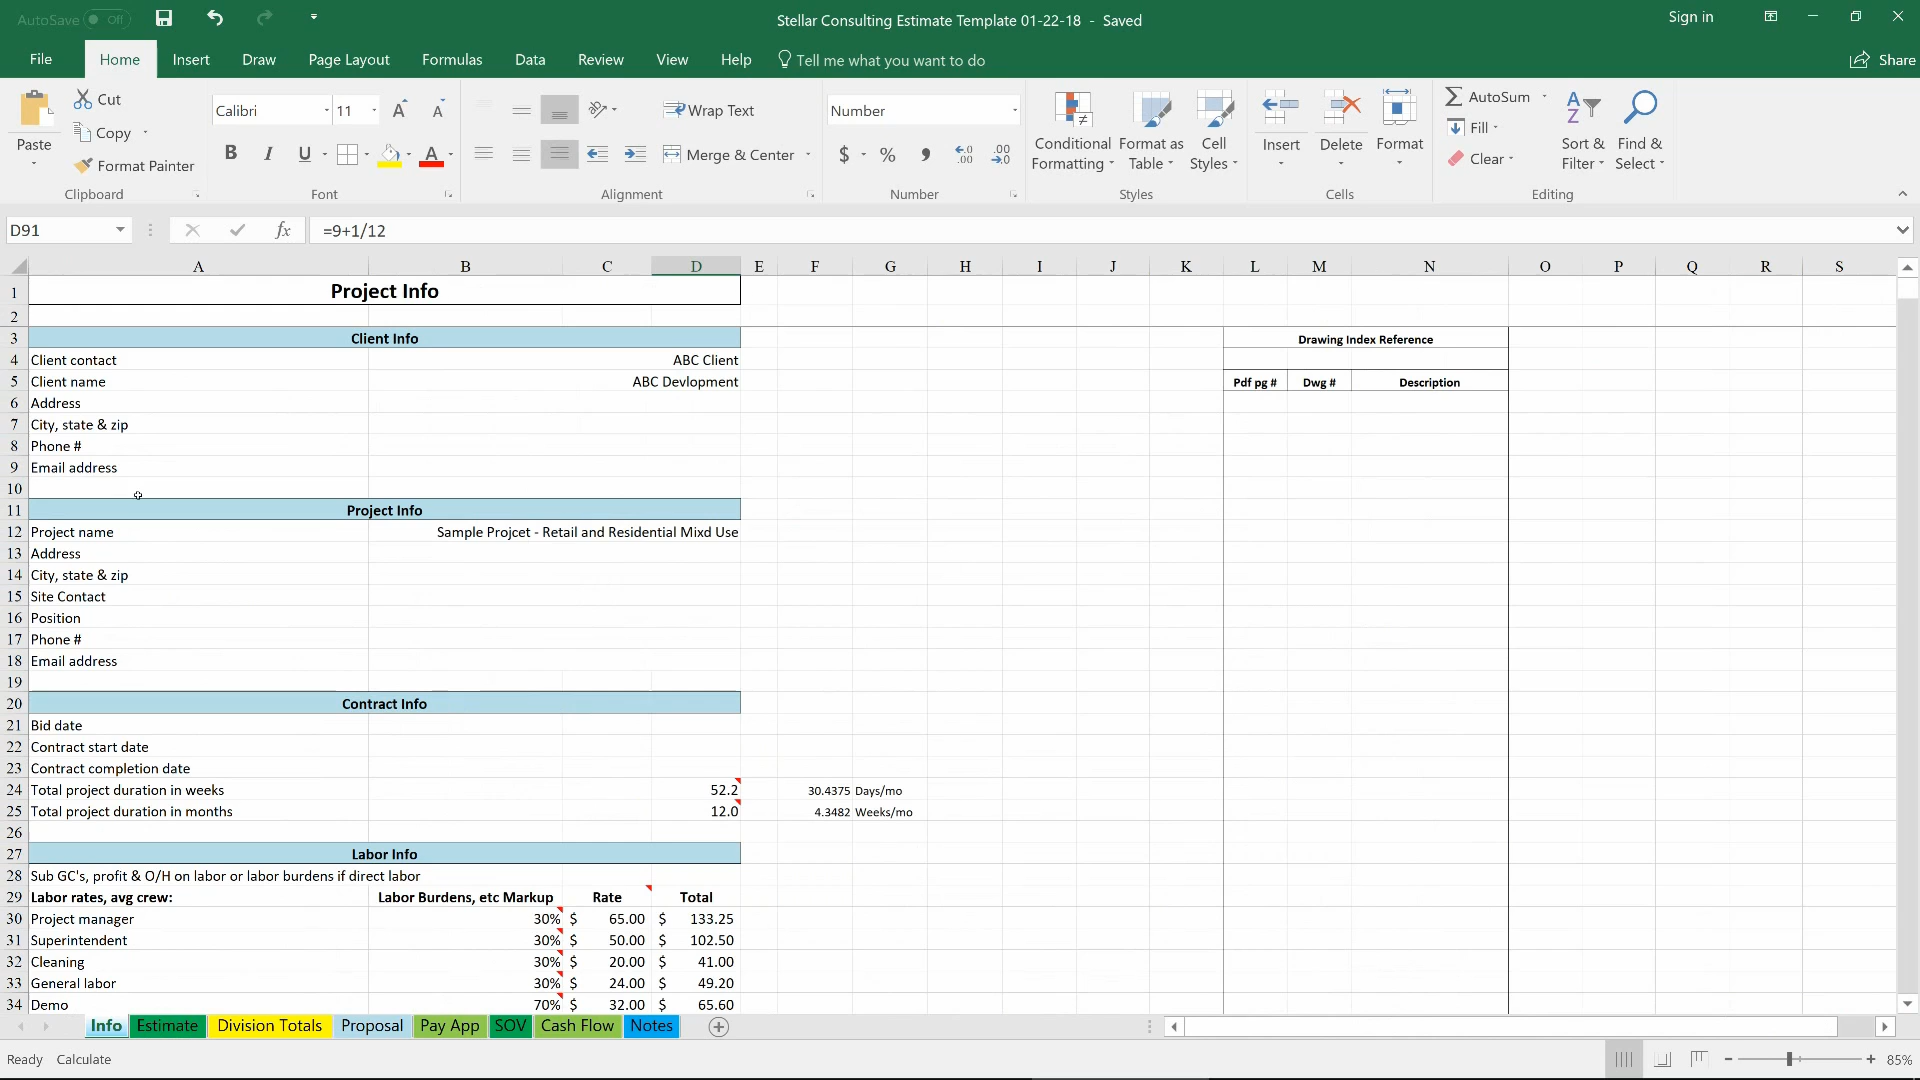 AutoSave Off
Stellar Consulting Estimate Template 01-22-18 - Saved
Sign in
File Home Insert Draw Page Layout Formulas Data Review View Help Tell me what you want to do Share
Paste
Cut
Copy
Format Painter
Clipboard
Calibri 11 A A
B I U A
Font
Wrap Text
Merge & Center
Alignment
Number
$ % , .00 .00
Number
Conditional Formatting
Format as Table
Cell Styles
Styles
Insert Delete Format
Cells
AutoSum
Fill
Clear
Sort & Filter
Find & Select
Editing
D91 fx =9+1/12
A B C D E F G H I J K L M N O P Q R S
1 Project Info
2
3 Client Info Drawing Index Reference
4 Client contact ABC Client
5 Client name ABC Devlopment Pdf pg # Dwg # Description
6 Address
7 City, state & zip
8 Phone #
9 Email address
10
11 Project Info
12 Project name Sample Projcet - Retail and Residential Mixd Use
13 Address
14 City, state & zip
15 Site Contact
16 Position
17 Phone #
18 Email address
19
20 Contract Info
21 Bid date
22 Contract start date
23 Contract completion date
24 Total project duration in weeks 52.2 30.4375 Days/mo
25 Total project duration in months 12.0 4.3482 Weeks/mo
26
27 Labor Info
28 Sub GC's, profit & O/H on labor or labor burdens if direct labor
29 Labor rates, avg crew: Labor Burdens, etc Markup Rate Total
30 Project manager 30% $ 65.00 $ 133.25
31 Superintendent 30% $ 50.00 $ 102.50
32 Cleaning 30% $ 20.00 $ 41.00
33 General labor 30% $ 24.00 $ 49.20
34 Demo 70% $ 32.00 $ 65.60
Info Estimate Division Totals Proposal Pay App SOV Cash Flow Notes
Ready Calculate 85%